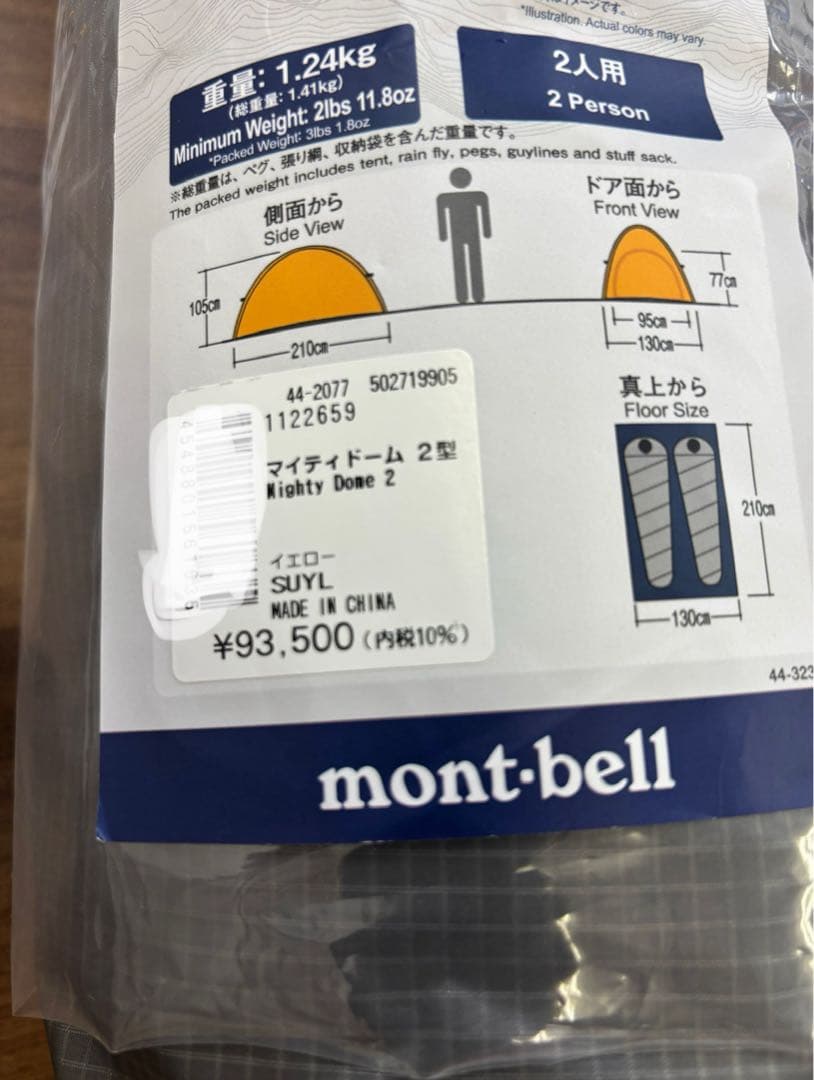 ージです。
*Illustration. Actual colors may vary.
重量: 1.24kg
(総重量: 1.41kg)
Minimum Weight: 2lbs 11.8oz
*Packed Weight: 3lbs 1.8oz
2人用
2 Person
※総重量は、ペグ、張り綱、収納袋を含んだ重量です。
The packed weight includes tent, rain fly, pegs, guylines and stuff sack.
側面から
Side View
105cm
210cm
ドア面から
Front View
77cm
95cm
130cm
真上から
Floor Size
210cm
130cm
44-2077 502719905
1122659
マイティドーム 2型
Mighty Dome 2
イエロー
SUYL
MADE IN CHINA
¥93,500(内税10%)
44-323
mont·bell